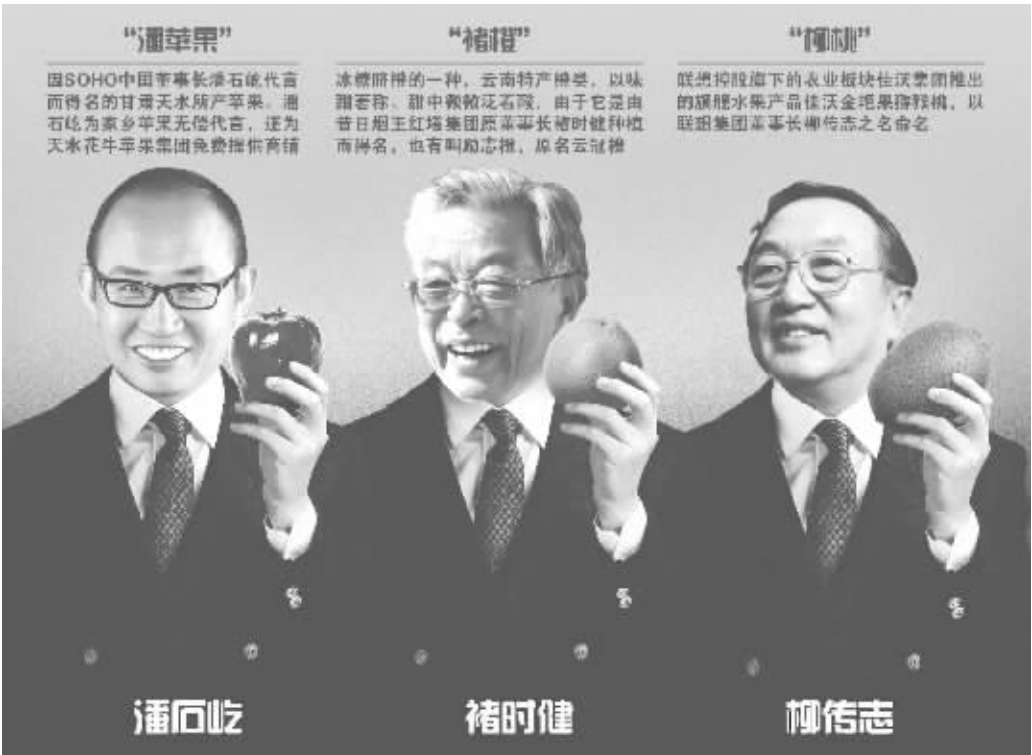 “潘苹果”
因SOHO中国董事长潘石屹代言
而得名的甘肃天水所产苹果。潘
石屹为家乡苹果无偿代言，还为
天水花牛苹果集团免费提供商铺
“褚橙”
冰糖脐橙的一种，云南特产橙类，以味
甜著称。甜中微微泛着酸，由于它是由
昔日烟王红塔集团原董事长褚时健种植
而得名，也有叫励志橙，原名云冠橙
“柳桃”
联想控股旗下的农业板块佳沃集团推出
的旗舰水果产品佳沃金艳果猕猴桃，以
联想集团董事长柳传志之名命名
潘石屹
褚时健
柳传志